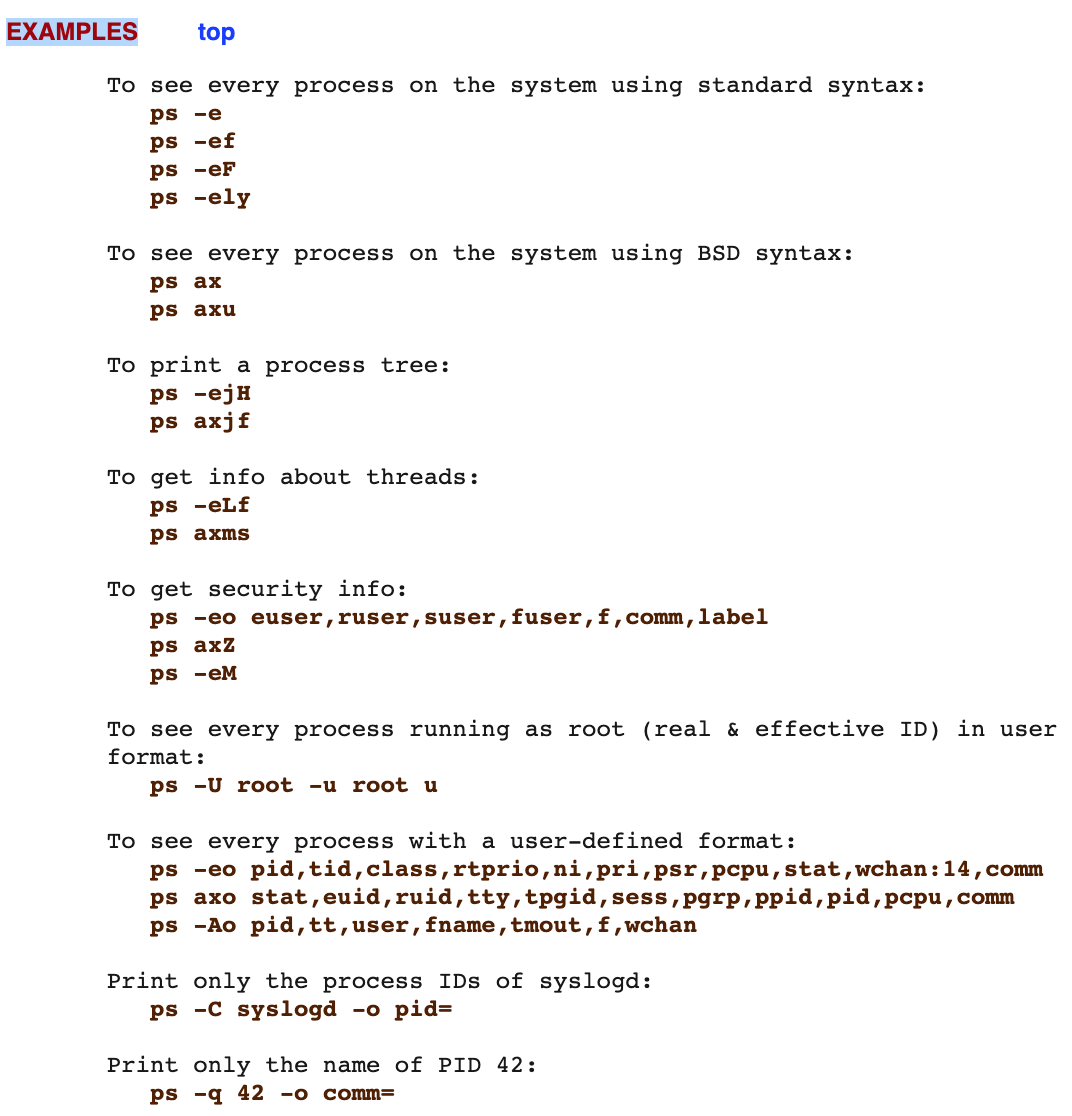 EXAMPLES top
To see every process on the system using standard syntax:
ps -e
ps -ef
ps -eF
ps -ely
To see every process on the system using BSD syntax:
ps ax
ps axu
To print a process tree:
ps -ejH
ps axjf
To get info about threads:
ps -eLf
ps axms
To get security info:
ps -eo euser,ruser,suser,fuser,f,comm,label
ps axZ
ps -eM
To see every process running as root (real & effective ID) in user
format:
ps -U root -u root u
To see every process with a user-defined format:
ps -eo pid,tid,class,rtprio,ni,pri,psr,pcpu,stat,wchan:14,comm
ps axo stat,euid,ruid,tty,tpgid,sess,pgrp,ppid,pid,pcpu,comm
ps -Ao pid,tt,user,fname,tmout,f,wchan
Print only the process IDs of syslogd:
ps -C syslogd -o pid=
Print only the name of PID 42:
ps -q 42 -o comm=